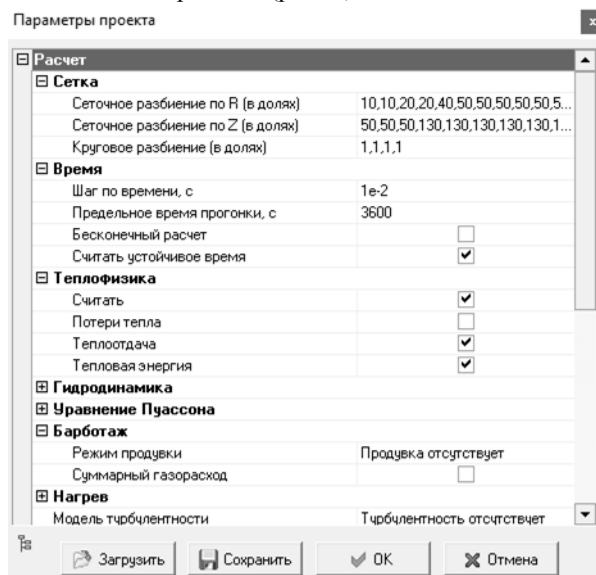 Параметры проекта
x
Расчет
Сетка
Сеточное разбиение по R (в долях) 10,10,20,20,40,50,50,50,50,50,5...
Сеточное разбиение по Z (в долях) 50,50,50,130,130,130,130,130,1...
Круговое разбиение (в долях) 1,1,1,1
Время
Шаг по времени, с 1e-2
Предельное время прогонки, с 3600
Бесконечный расчет
Считать устойчивое время
Теплофизика
Считать
Потери тепла
Теплоотдача
Тепловая энергия
Гидродинамика
Уравнение Пуассона
Барботаж
Режим продувки Продувка отсутствует
Суммарный газорасход
Нагрев
Модель турбулентности Турбулентность отсутствует
Загрузить Сохранить OK Отмена